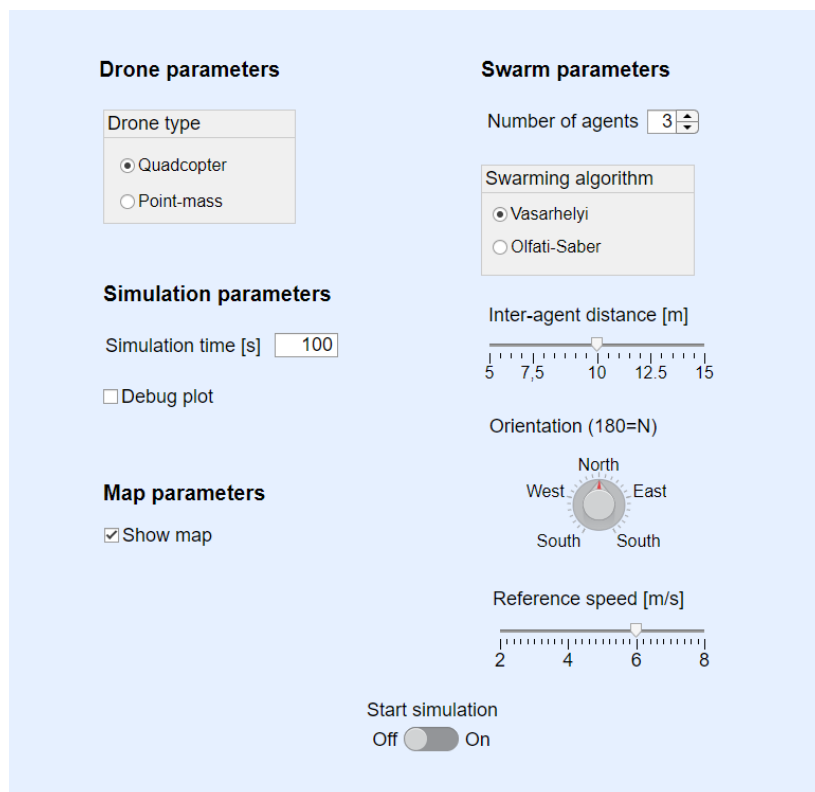 Drone parameters
Drone type
Quadcopter
Point-mass
Simulation parameters
Simulation time [s] 100
Debug plot
Map parameters
Show map
Swarm parameters
Number of agents 3
Swarming algorithm
Vasarhelyi
Olfati-Saber
Inter-agent distance [m]
5 7,5 10 12.5 15
Orientation (180=N)
North
West East
South South
Reference speed [m/s]
2 4 6 8
Start simulation
Off On